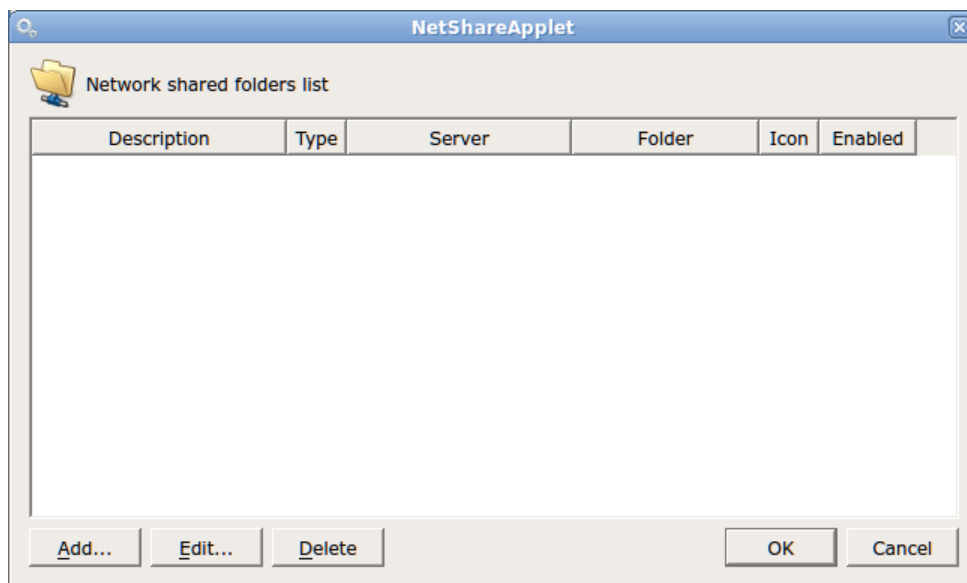 NetShareApplet
Network shared folders list
Description Type Server Folder Icon Enabled
Add... Edit... Delete OK Cancel